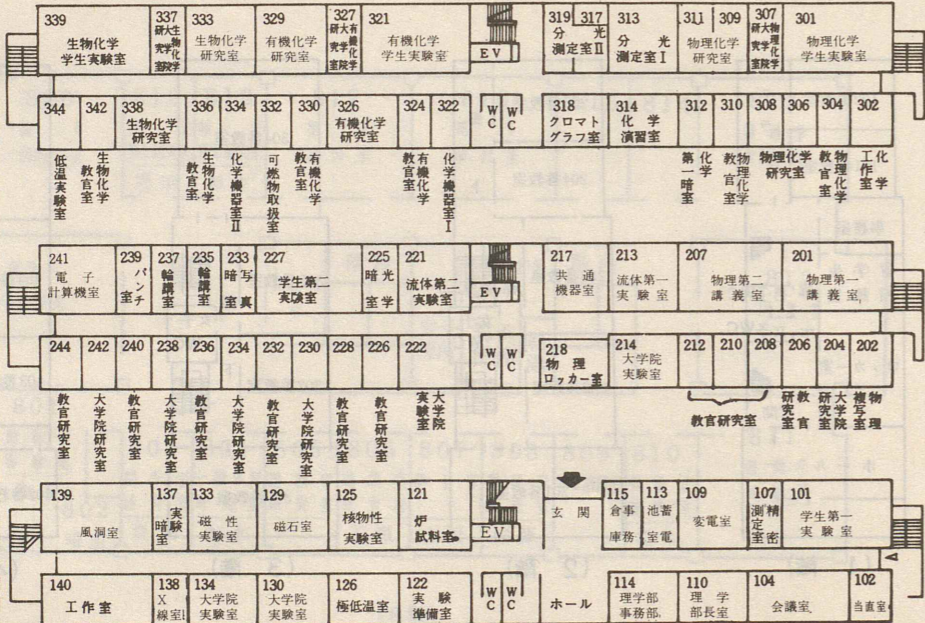 339
生物化学
学生実験室
337
生物化学
大学院
研究室
333
生物化学
研究室
329
有機化学
研究室
327
有機化学
大学院
研究室
321
有機化学
学生実験室
EV
319 317
分光
測定室Ⅱ
313
分光
測定室Ⅰ
311 309
物理化学
研究室
307
物理化学
大学院
研究室
301
物理化学
学生実験室
344
低温実験室
342
生物化学
教官室
338
生物化学
研究室
336
生物化学
教官室
334
化学機器室Ⅱ
332
可燃物取扱室
330
有機化学
教官室
326
有機化学
研究室
324
有機化学
教官室
322
化学機器室Ⅰ
WC
WC
318
クロマト
グラフ室
314
化学
演習室
312
化学
第一暗室
310
物理化学
教官室
308 306
物理化学
研究室
304
物理化学
教官室
302
化学
工作室
241
電子
計算機室
239
パンチ
室
237
輪講室
235
輪講室
233
写真
暗室
227
学生第二
実験室
225
光学
暗室
221
流体第二
実験室
EV
217
共通
機器室
213
流体第一
実験室
207
物理第二
講義室
201
物理第一
講義室
244
教官研究室
242
大学院研究室
240
教官研究室
238
大学院研究室
236
教官研究室
234
大学院研究室
232
教官研究室
230
大学院研究室
228
教官研究室
226
教官研究室
222
大学院
実験室
WC
WC
218
物理
ロッカー室
214
大学院
実験室
212 210 208
教官研究室
206
教官
研究室
204
大学院
研究室
202
物理
複写室
139
風洞室
137
実験
暗室
133
磁性
実験室
129
磁石室
125
核物性
実験室
121
炉
試料室
EV
玄関
115
事務
倉庫
113
蓄電
池室
109
変電室
107
精密
測定室
101
学生第一
実験室
140
工作室
138
X
線室
134
大学院
実験室
130
大学院
実験室
126
極低温室
122
実験
準備室
WC
WC
ホール
114
理学部
事務部
110
理学
部長室
104
会議室
102
当直室